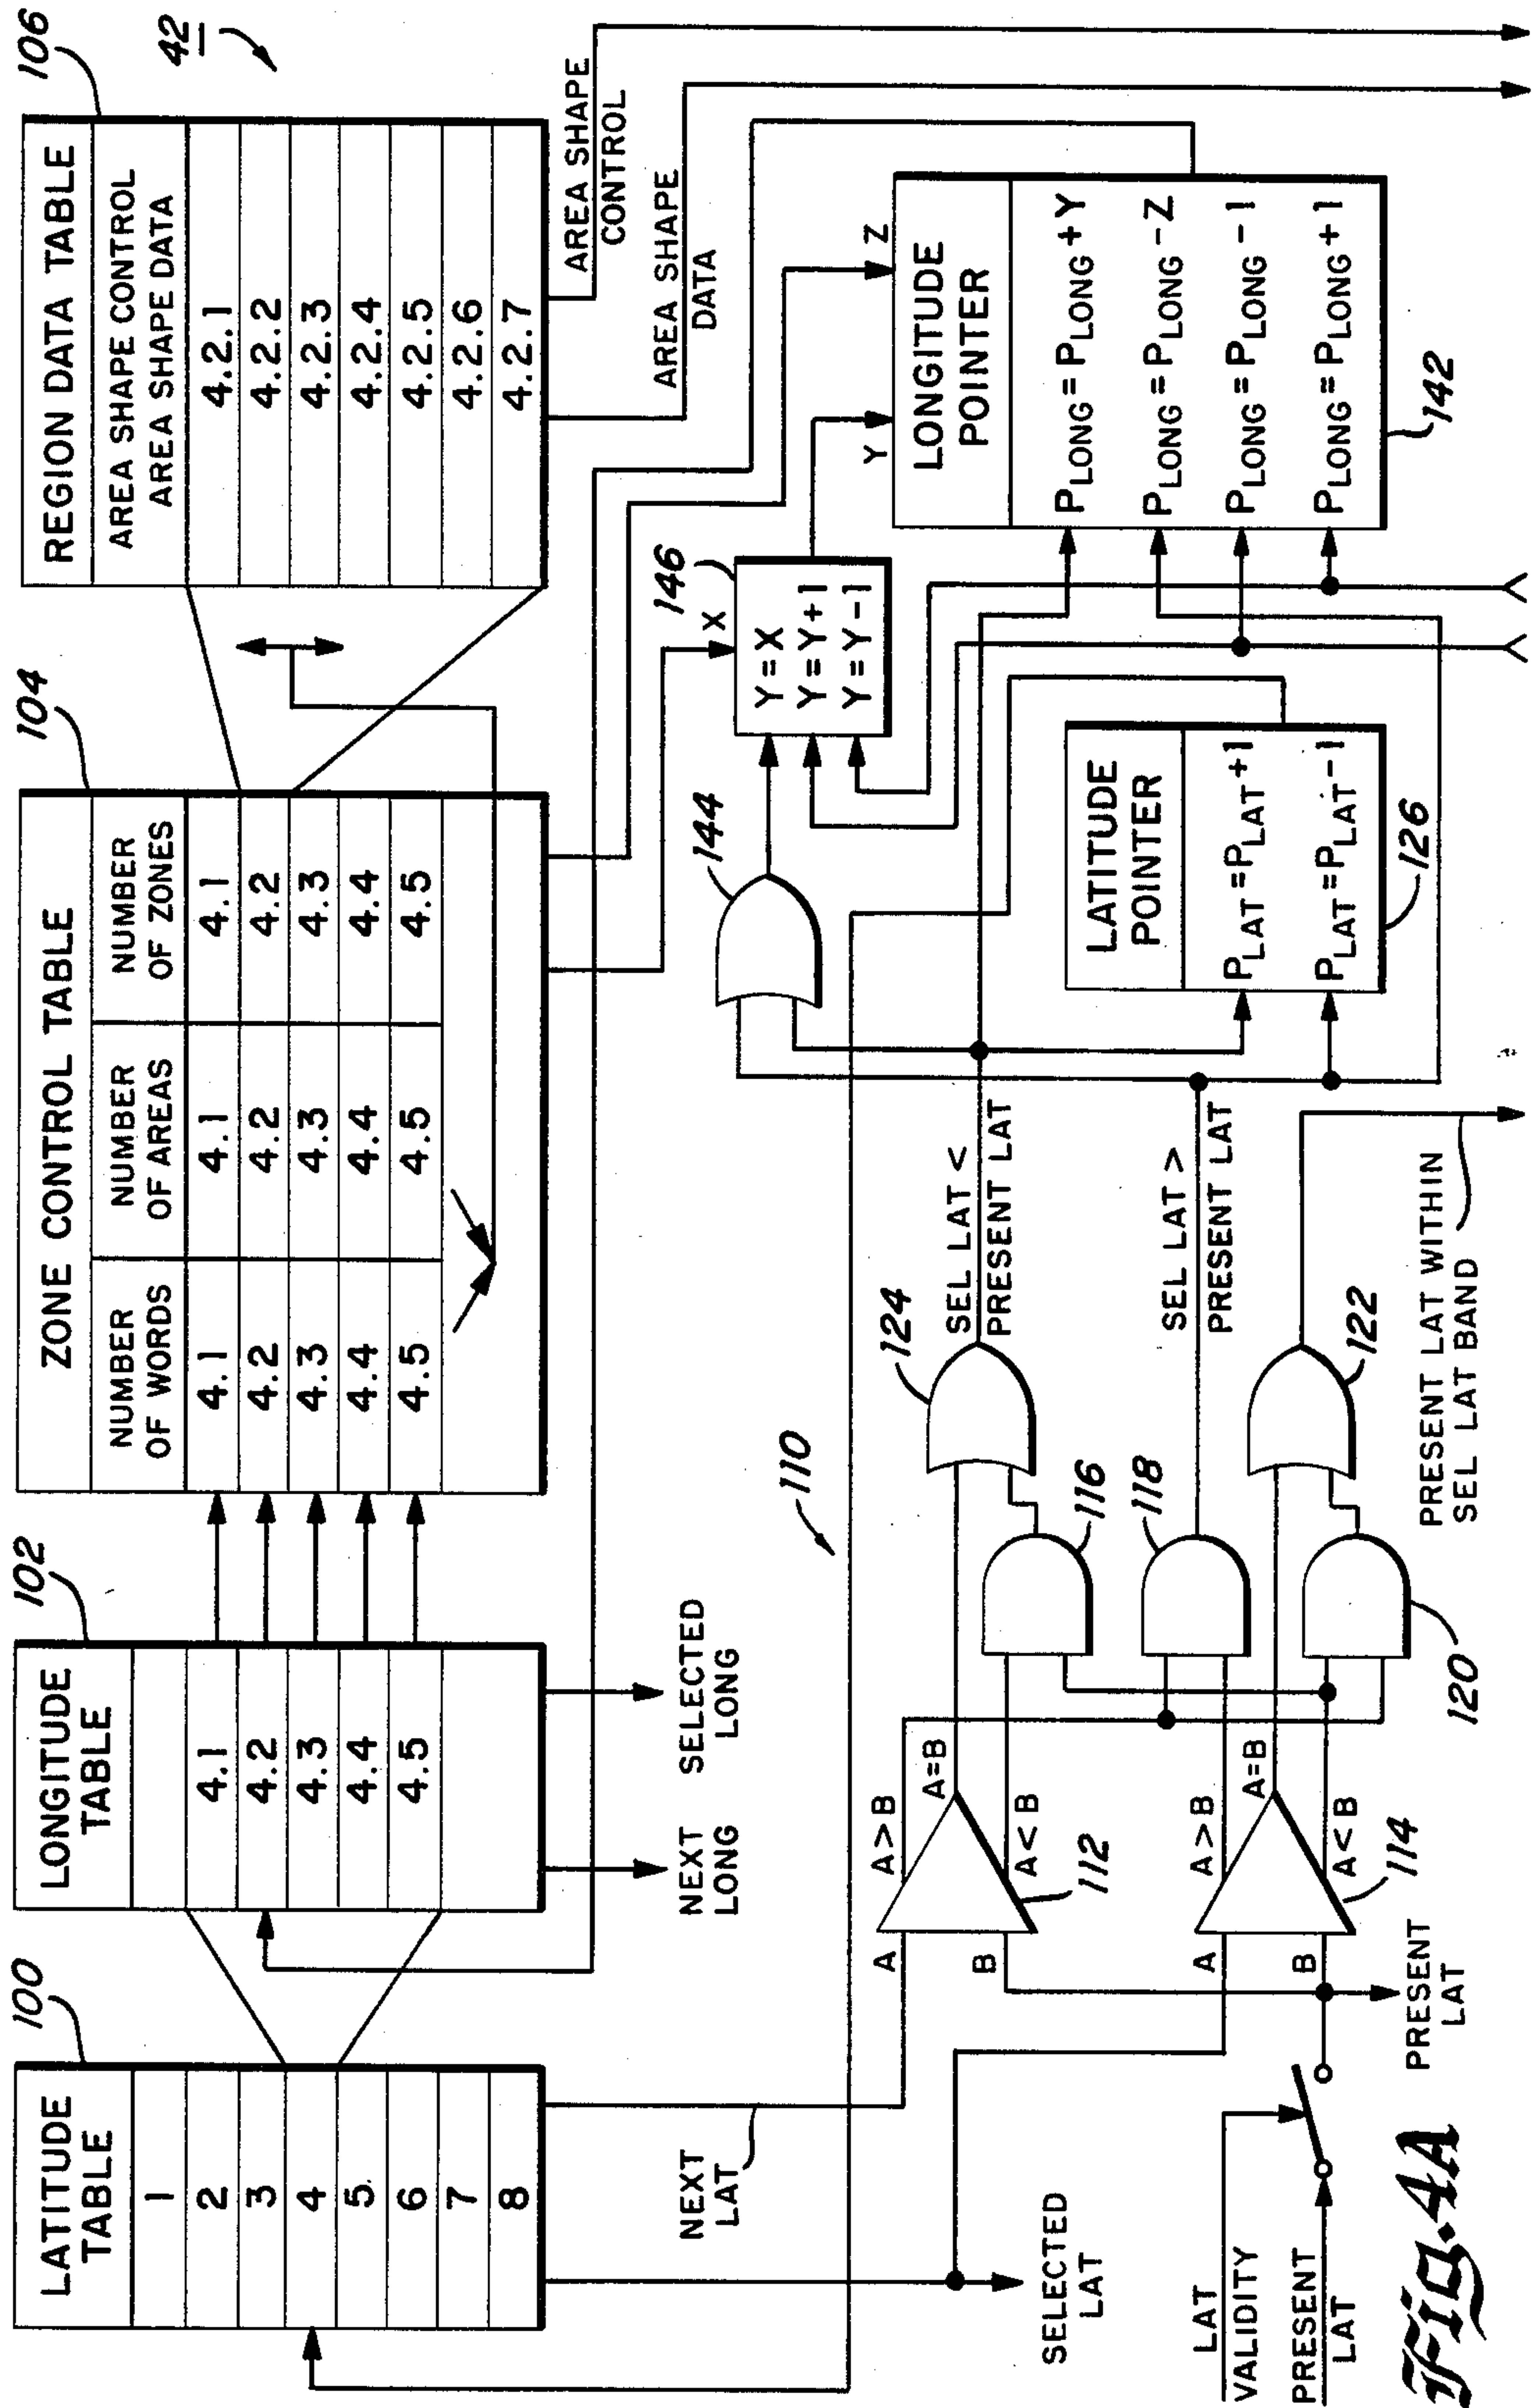 42
100
LATITUDE
TABLE
1
2
3
4
5
6
7
8
102
LONGITUDE
TABLE
4.1
4.2
4.3
4.4
4.5
104
ZONE CONTROL TABLE
NUMBER
OF WORDS
NUMBER
OF AREAS
NUMBER
OF ZONES
4.1 4.1 4.1
4.2 4.2 4.2
4.3 4.3 4.3
4.4 4.4 4.4
4.5 4.5 4.5
106
REGION DATA TABLE
AREA SHAPE CONTROL
AREA SHAPE DATA
4.2.1
4.2.2
4.2.3
4.2.4
4.2.5
4.2.6
4.2.7
AREA SHAPE
CONTROL
AREA SHAPE
DATA
NEXT
LONG
SELECTED
LONG
NEXT
LAT
SELECTED
LAT
110
144
146
X
Y=X
Y=Y+1
Y=Y-1
Y
Z
LONGITUDE
POINTER
PLONG=PLONG+Y
PLONG=PLONG-Z
PLONG=PLONG-1
PLONG=PLONG+1
142
LATITUDE
POINTER
PLAT=PLAT+1
PLAT=PLAT-1
126
A
B
A>B
A=B
A<B
112
A
B
A>B
A=B
A<B
114
116
118
120
124
122
SEL LAT <
PRESENT LAT
SEL LAT >
PRESENT LAT
PRESENT LAT WITHIN
SEL LAT BAND
LAT
VALIDITY
PRESENT
LAT
PRESENT
LAT
Fig. 4A